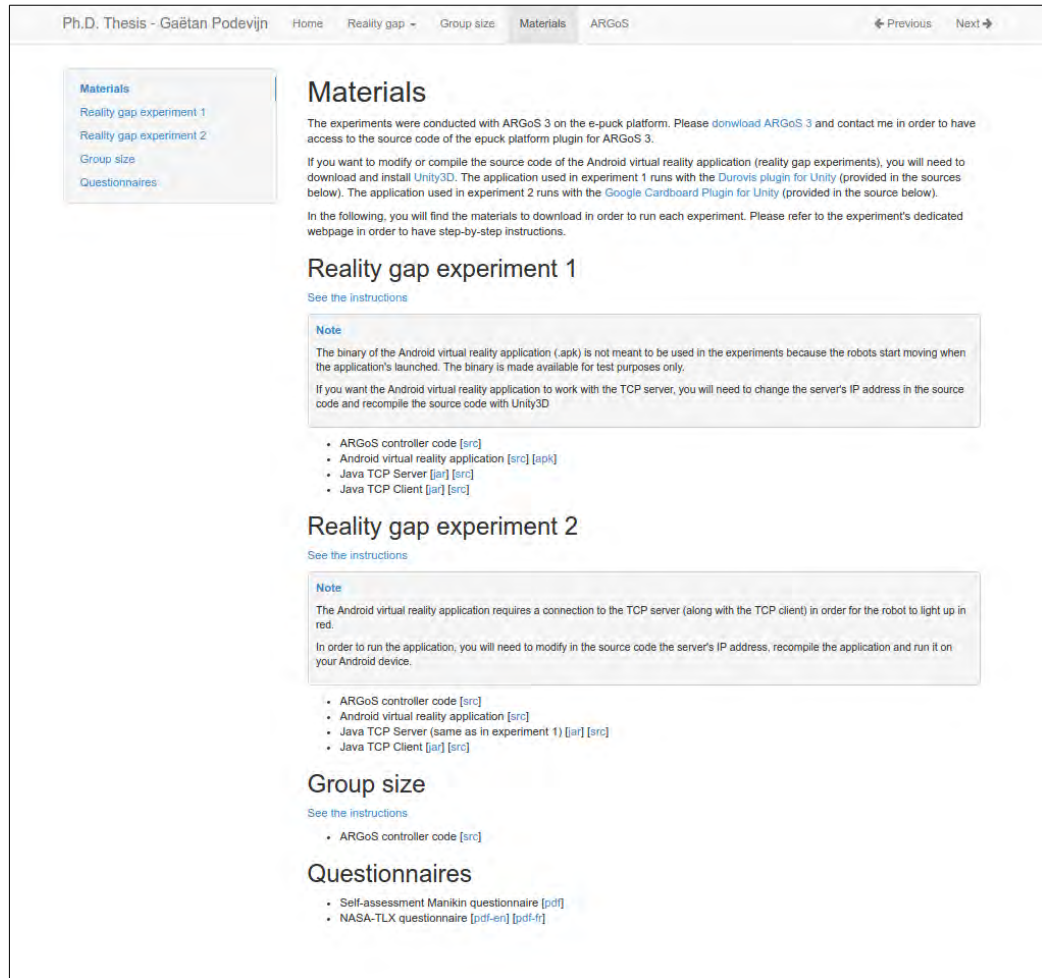 Ph.D. Thesis - Gaëtan Podevijn Home Reality gap Group size Materials ARGoS Previous Next
Materials
Reality gap experiment 1
Reality gap experiment 2
Group size
Questionnaires
Materials
The experiments were conducted with ARGoS 3 on the e-puck platform. Please donwload ARGoS 3 and contact me in order to have
access to the source code of the epuck platform plugin for ARGoS 3.
If you want to modify or compile the source code of the Android virtual reality application (reality gap experiments), you will need to
download and install Unity3D. The application used in experiment 1 runs with the Durovis plugin for Unity (provided in the sources
below). The application used in experiment 2 runs with the Google Cardboard Plugin for Unity (provided in the source below).
In the following, you will find the materials to download in order to run each experiment. Please refer to the experiment's dedicated
webpage in order to have step-by-step instructions.
Reality gap experiment 1
See the instructions
Note
The binary of the Android virtual reality application (.apk) is not meant to be used in the experiments because the robots start moving when
the application's launched. The binary is made available for test purposes only.
If you want the Android virtual reality application to work with the TCP server, you will need to change the server's IP address in the source
code and recompile the source code with Unity3D
• ARGoS controller code [src]
• Android virtual reality application [src] [apk]
• Java TCP Server [jar] [src]
• Java TCP Client [jar] [src]
Reality gap experiment 2
See the instructions
Note
The Android virtual reality application requires a connection to the TCP server (along with the TCP client) in order for the robot to light up in
red.
In order to run the application, you will need to modify in the source code the server's IP address, recompile the application and run it on
your Android device.
• ARGoS controller code [src]
• Android virtual reality application [src]
• Java TCP Server (same as in experiment 1) [jar] [src]
• Java TCP Client [jar] [src]
Group size
See the instructions
• ARGoS controller code [src]
Questionnaires
• Self-assessment Manikin questionnaire [pdf]
• NASA-TLX questionnaire [pdf-en] [pdf-fr]